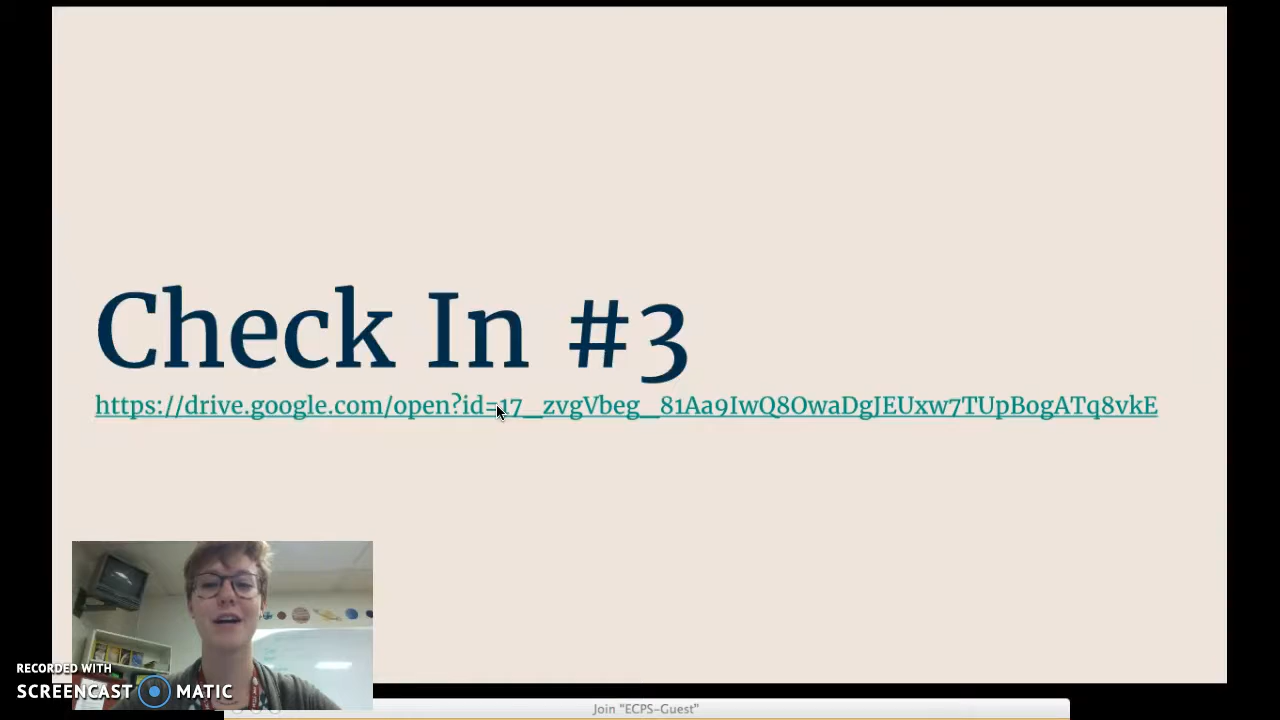 Check In #3
https://drive.google.com/open?id=17_zvgVbeg_81Aa9IwQ8OwaDgJEUxw7TUpBogATq8vkE
RECORDED WITH
SCREENCAST MATIC
Join "ECPS-Guest"